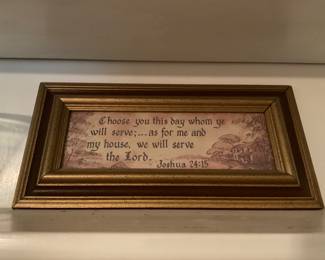 Choose you this day whom ye
will serve;...as for me and
my house, we will serve
the Lord.
Joshua 24:15